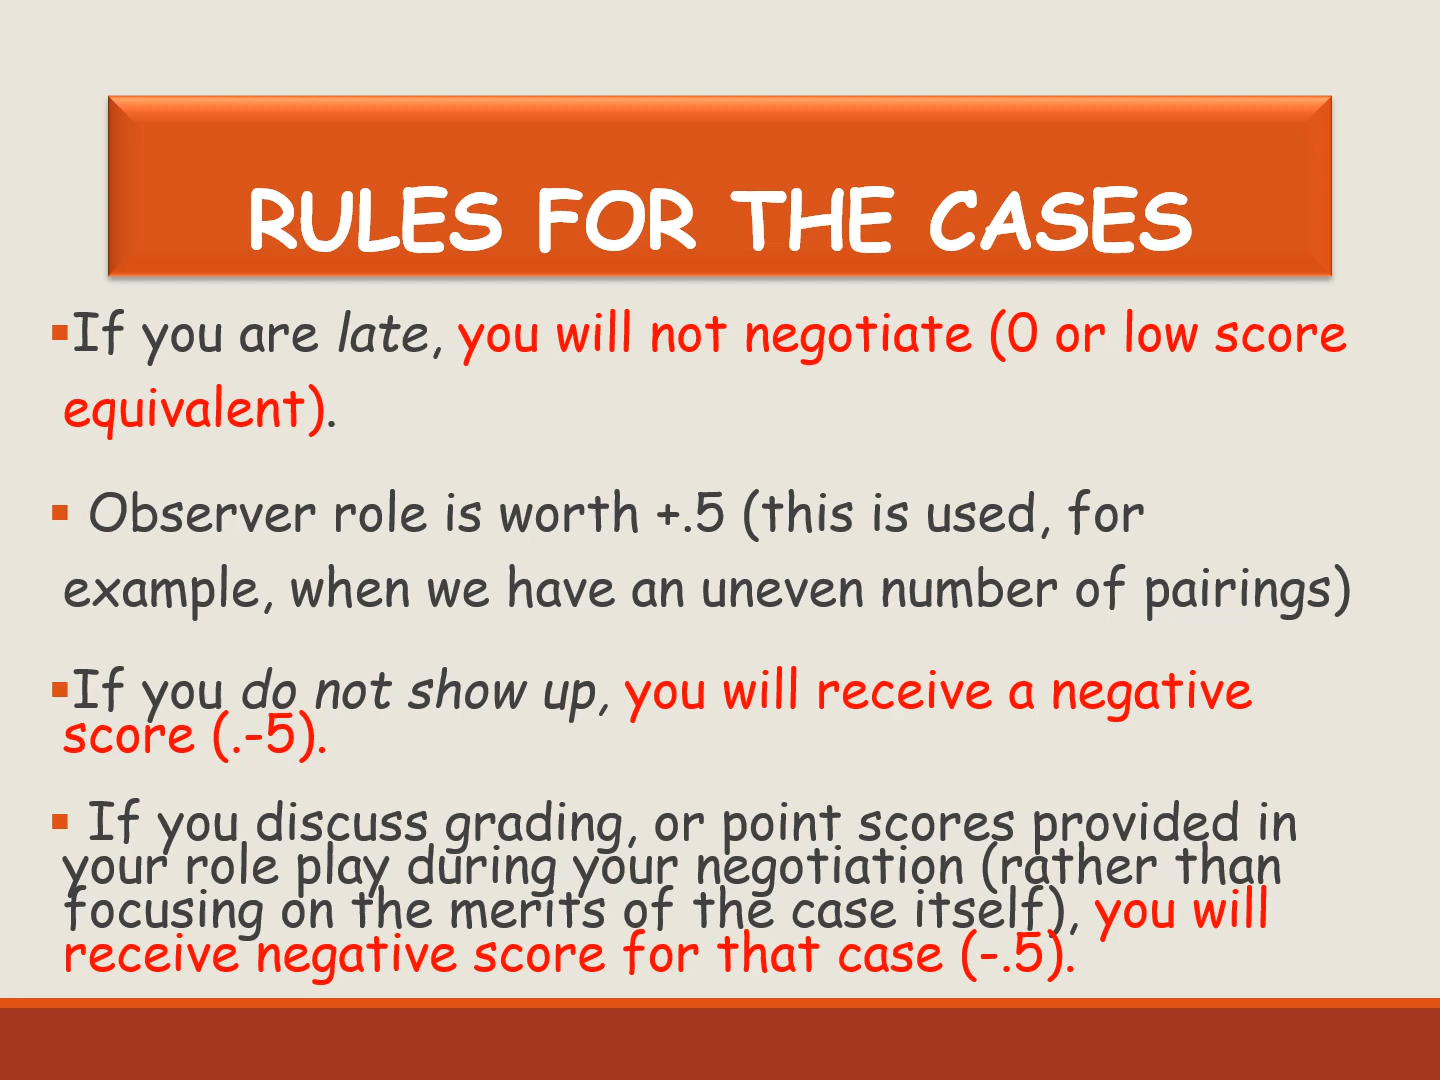 RULES FOR THE CASES
▪If you are late, you will not negotiate (0 or low score
equivalent).
▪ Observer role is worth +.5 (this is used, for
example, when we have an uneven number of pairings)
▪If you do not show up, you will receive a negative
score (.-5).
▪ If you discuss grading, or point scores provided in
your role play during your negotiation (rather than
focusing on the merits of the case itself), you will
receive negative score for that case (-.5).